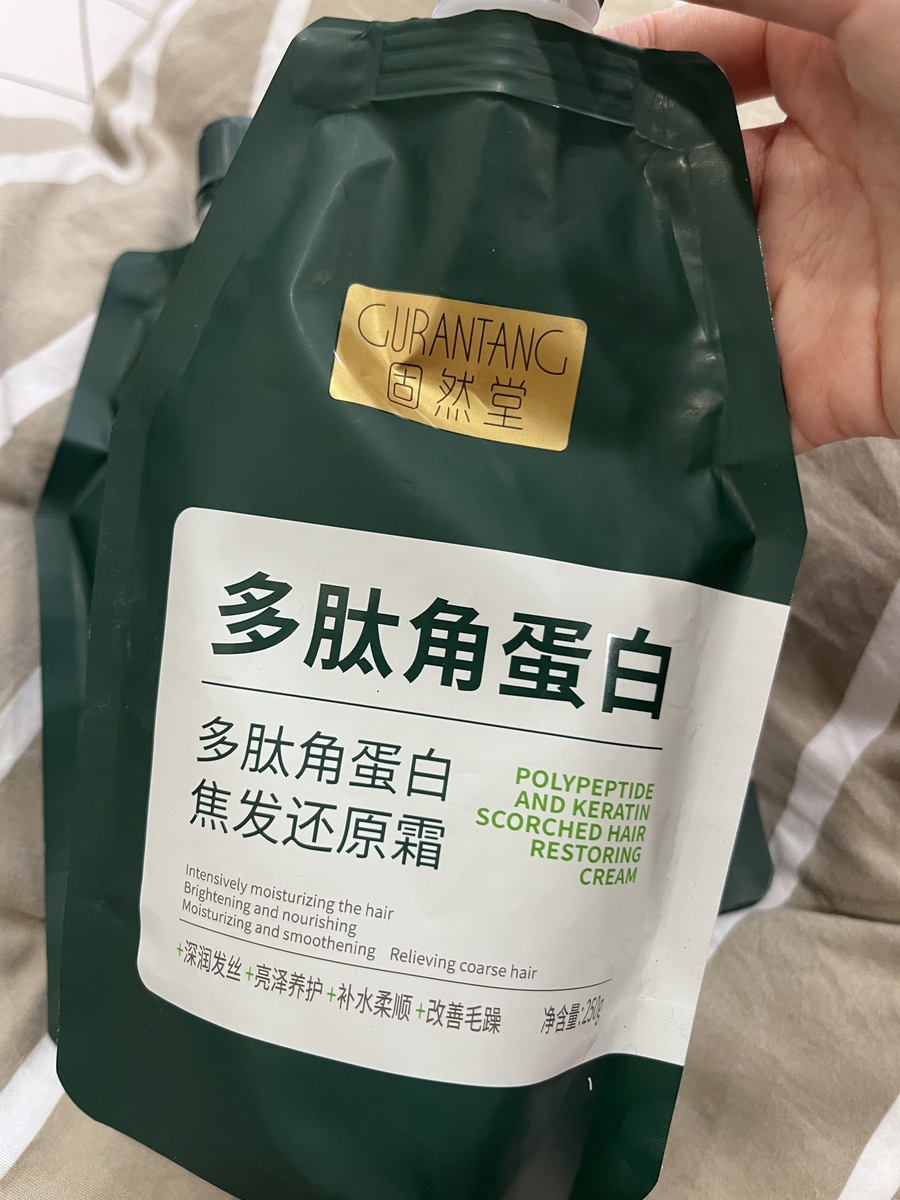 GURANTANG
固然堂
多肽角蛋白
多肽角蛋白
焦发还原霜
POLYPEPTIDE
AND KERATIN
SCORCHED HAIR
RESTORING
CREAM
Intensively moisturizing the hair
Brightening and nourishing
Moisturizing and smoothening Relieving coarse hair
+深润发丝 +亮泽养护 +补水柔顺 +改善毛躁 净含量:250g